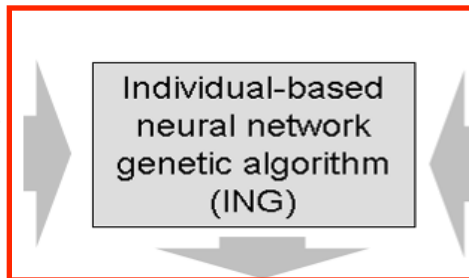 Individual-based
neural network
genetic algorithm
(ING)